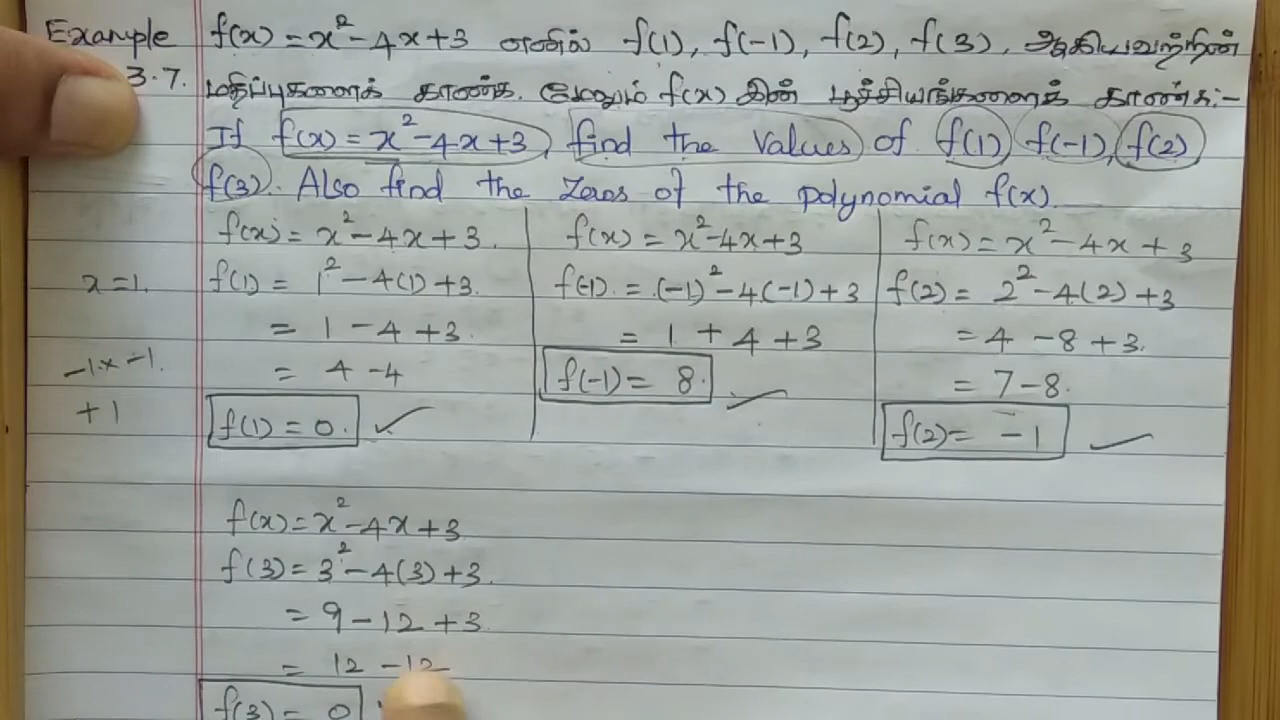 Example 3.7. f(x) = x² - 4x + 3 எனில் f(1), f(-1), f(2), f(3), ஆகியவற்றின்
மதிப்புகளைக் காண்க. மேலும் f(x) இன் பூச்சியங்களைக் காண்க:-
If f(x) = x² - 4x + 3, find the values of f(1) f(-1), f(2)
f(3). Also find the zeros of the polynomial f(x).
f(x) = x² - 4x + 3.
x = 1. f(1) = 1² - 4(1) + 3.
= 1 - 4 + 3.
= 4 - 4
f(1) = 0.
-1 x -1.
+1
f(x) = x² - 4x + 3
f(-1). = (-1)² - 4(-1) + 3
= 1 + 4 + 3
f(-1) = 8.
f(x) = x² - 4x + 3
f(2) = 2² - 4(2) + 3
= 4 - 8 + 3.
= 7 - 8.
f(2) = -1
f(x) = x² - 4x + 3
f(3) = 3² - 4(3) + 3.
= 9 - 12 + 3
= 12 - 12
f(3) = 0